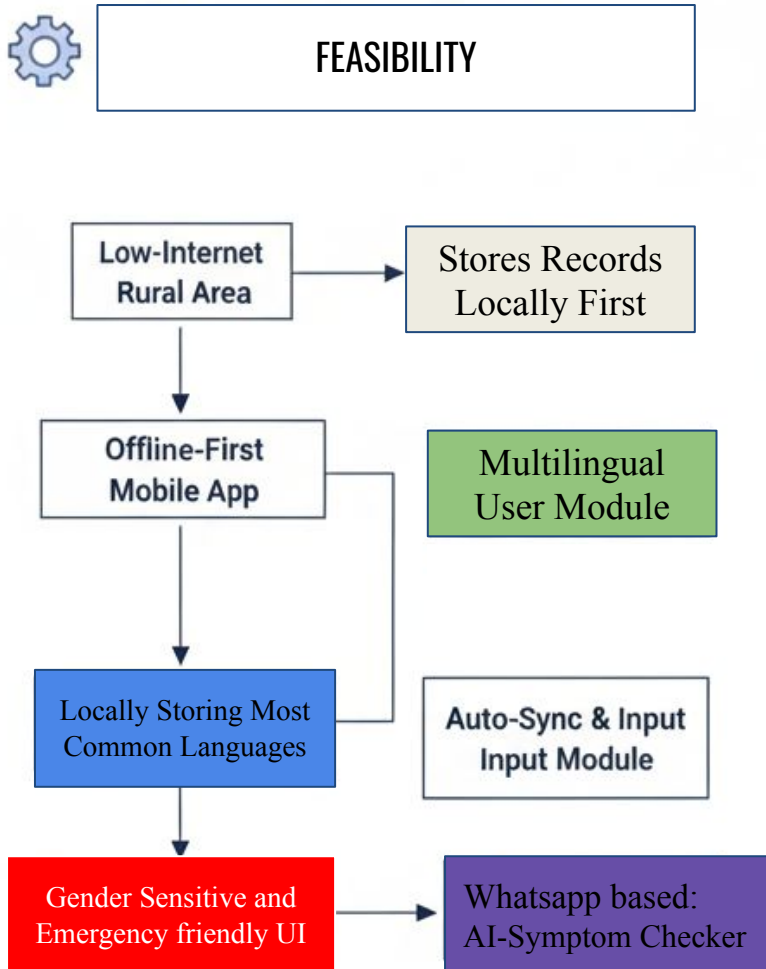 FEASIBILITY
Low-Internet
Rural Area
Stores Records
Locally First
Offline-First
Mobile App
Multilingual
User Module
Locally Storing Most
Common Languages
Auto-Sync & Input
Input Module
Gender Sensitive and
Emergency friendly UI
Whatsapp based:
AI-Symptom Checker